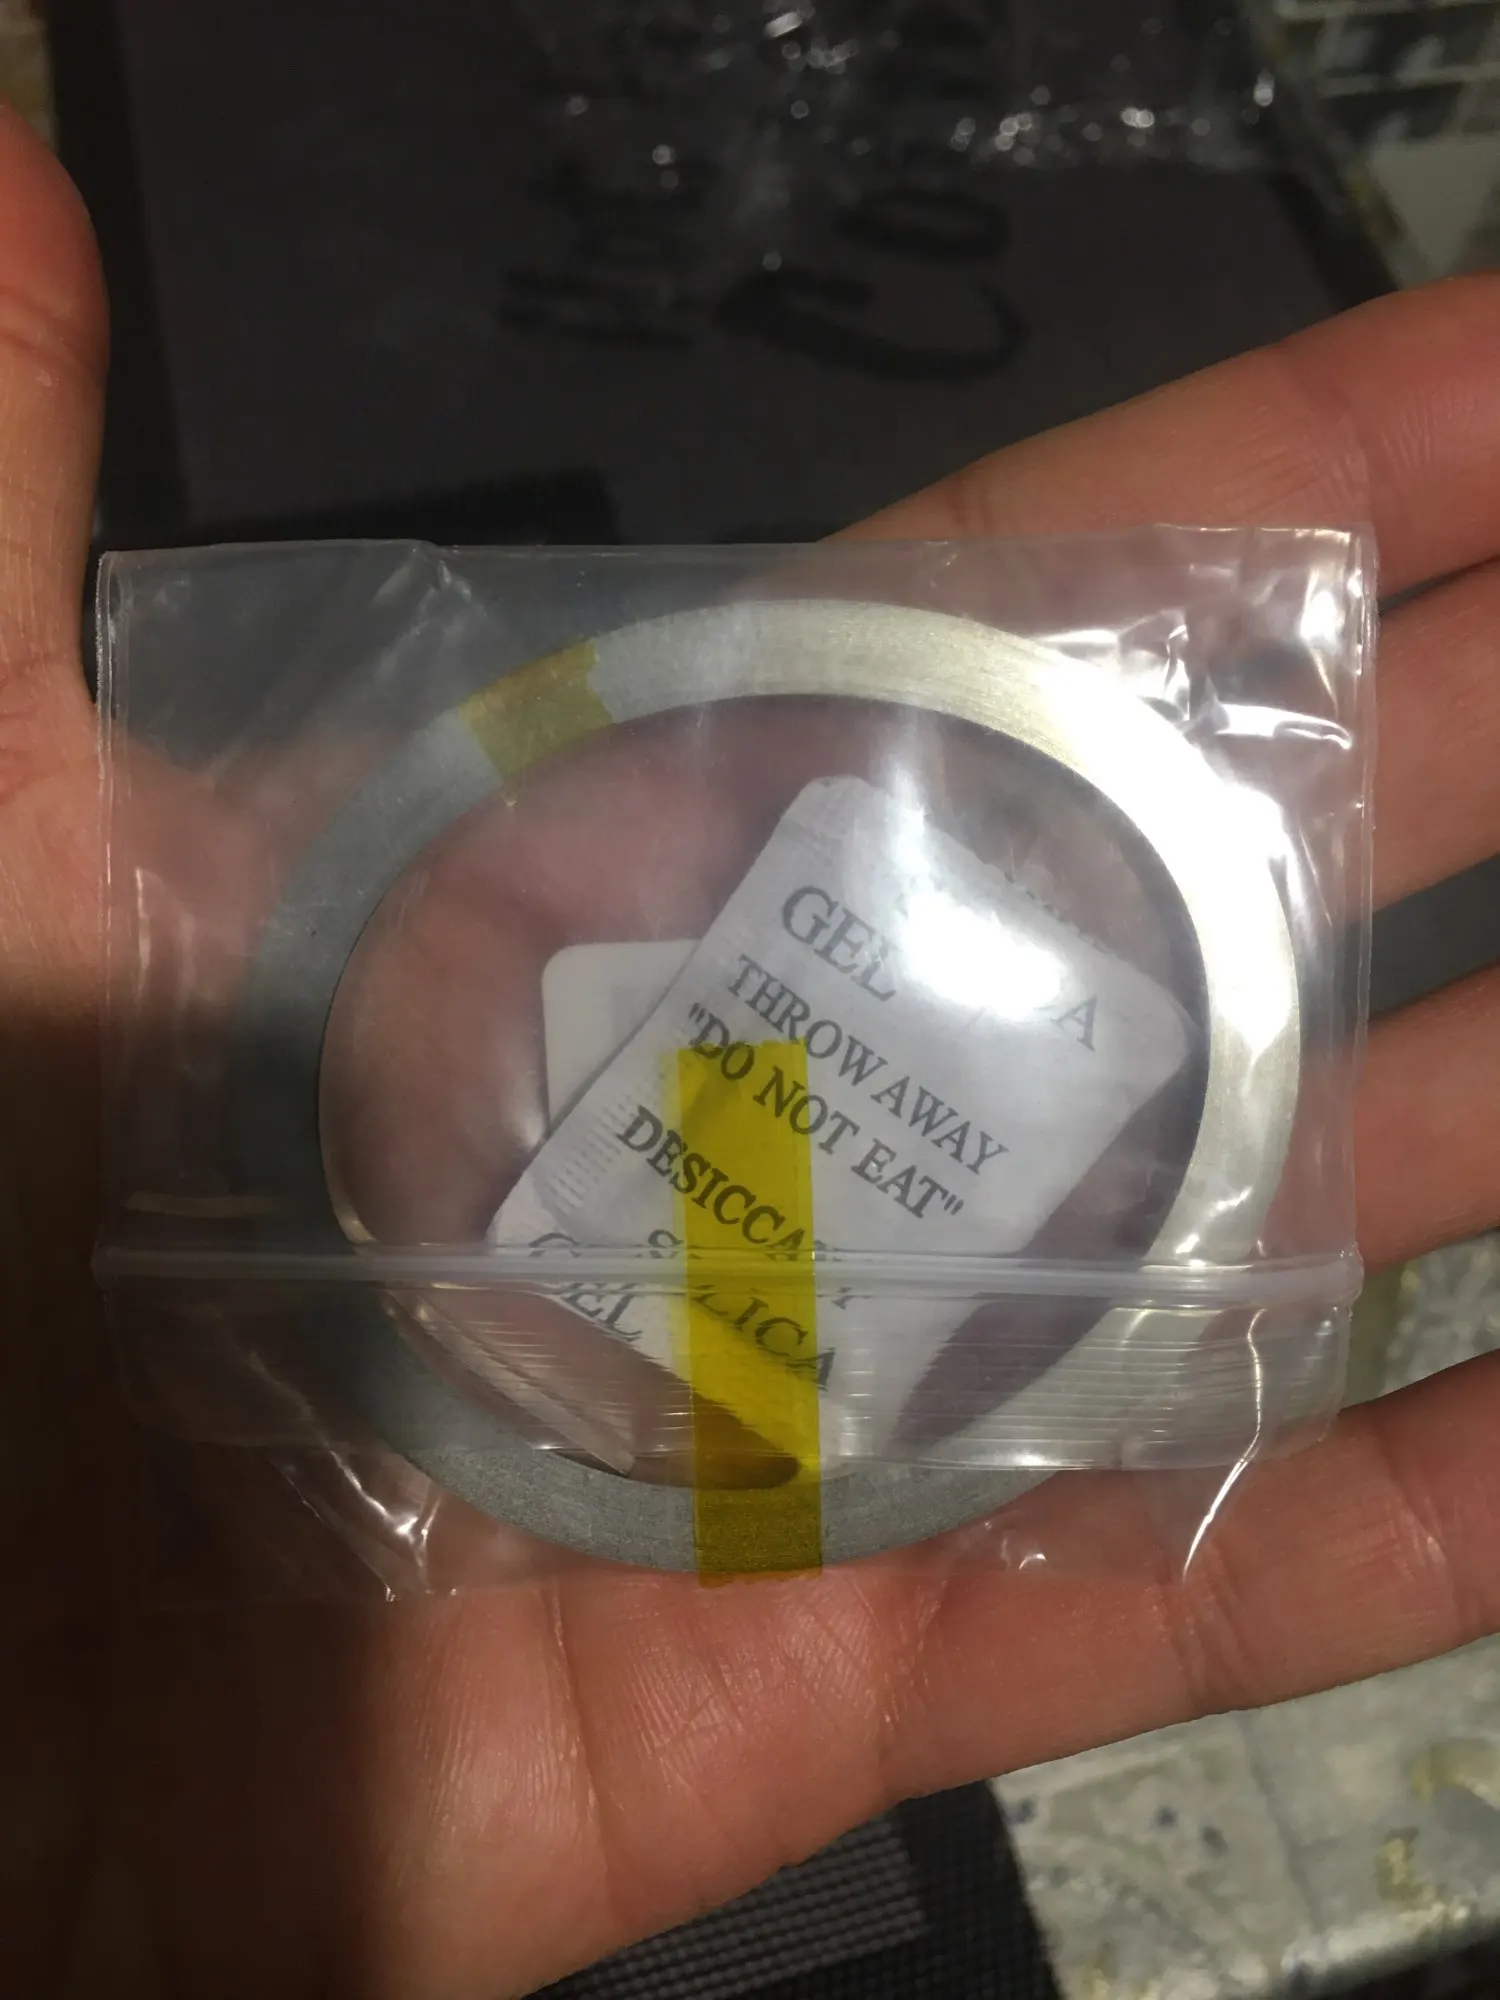 GEL
THROW AWAY
"DO NOT EAT"
DESICCA
GEL